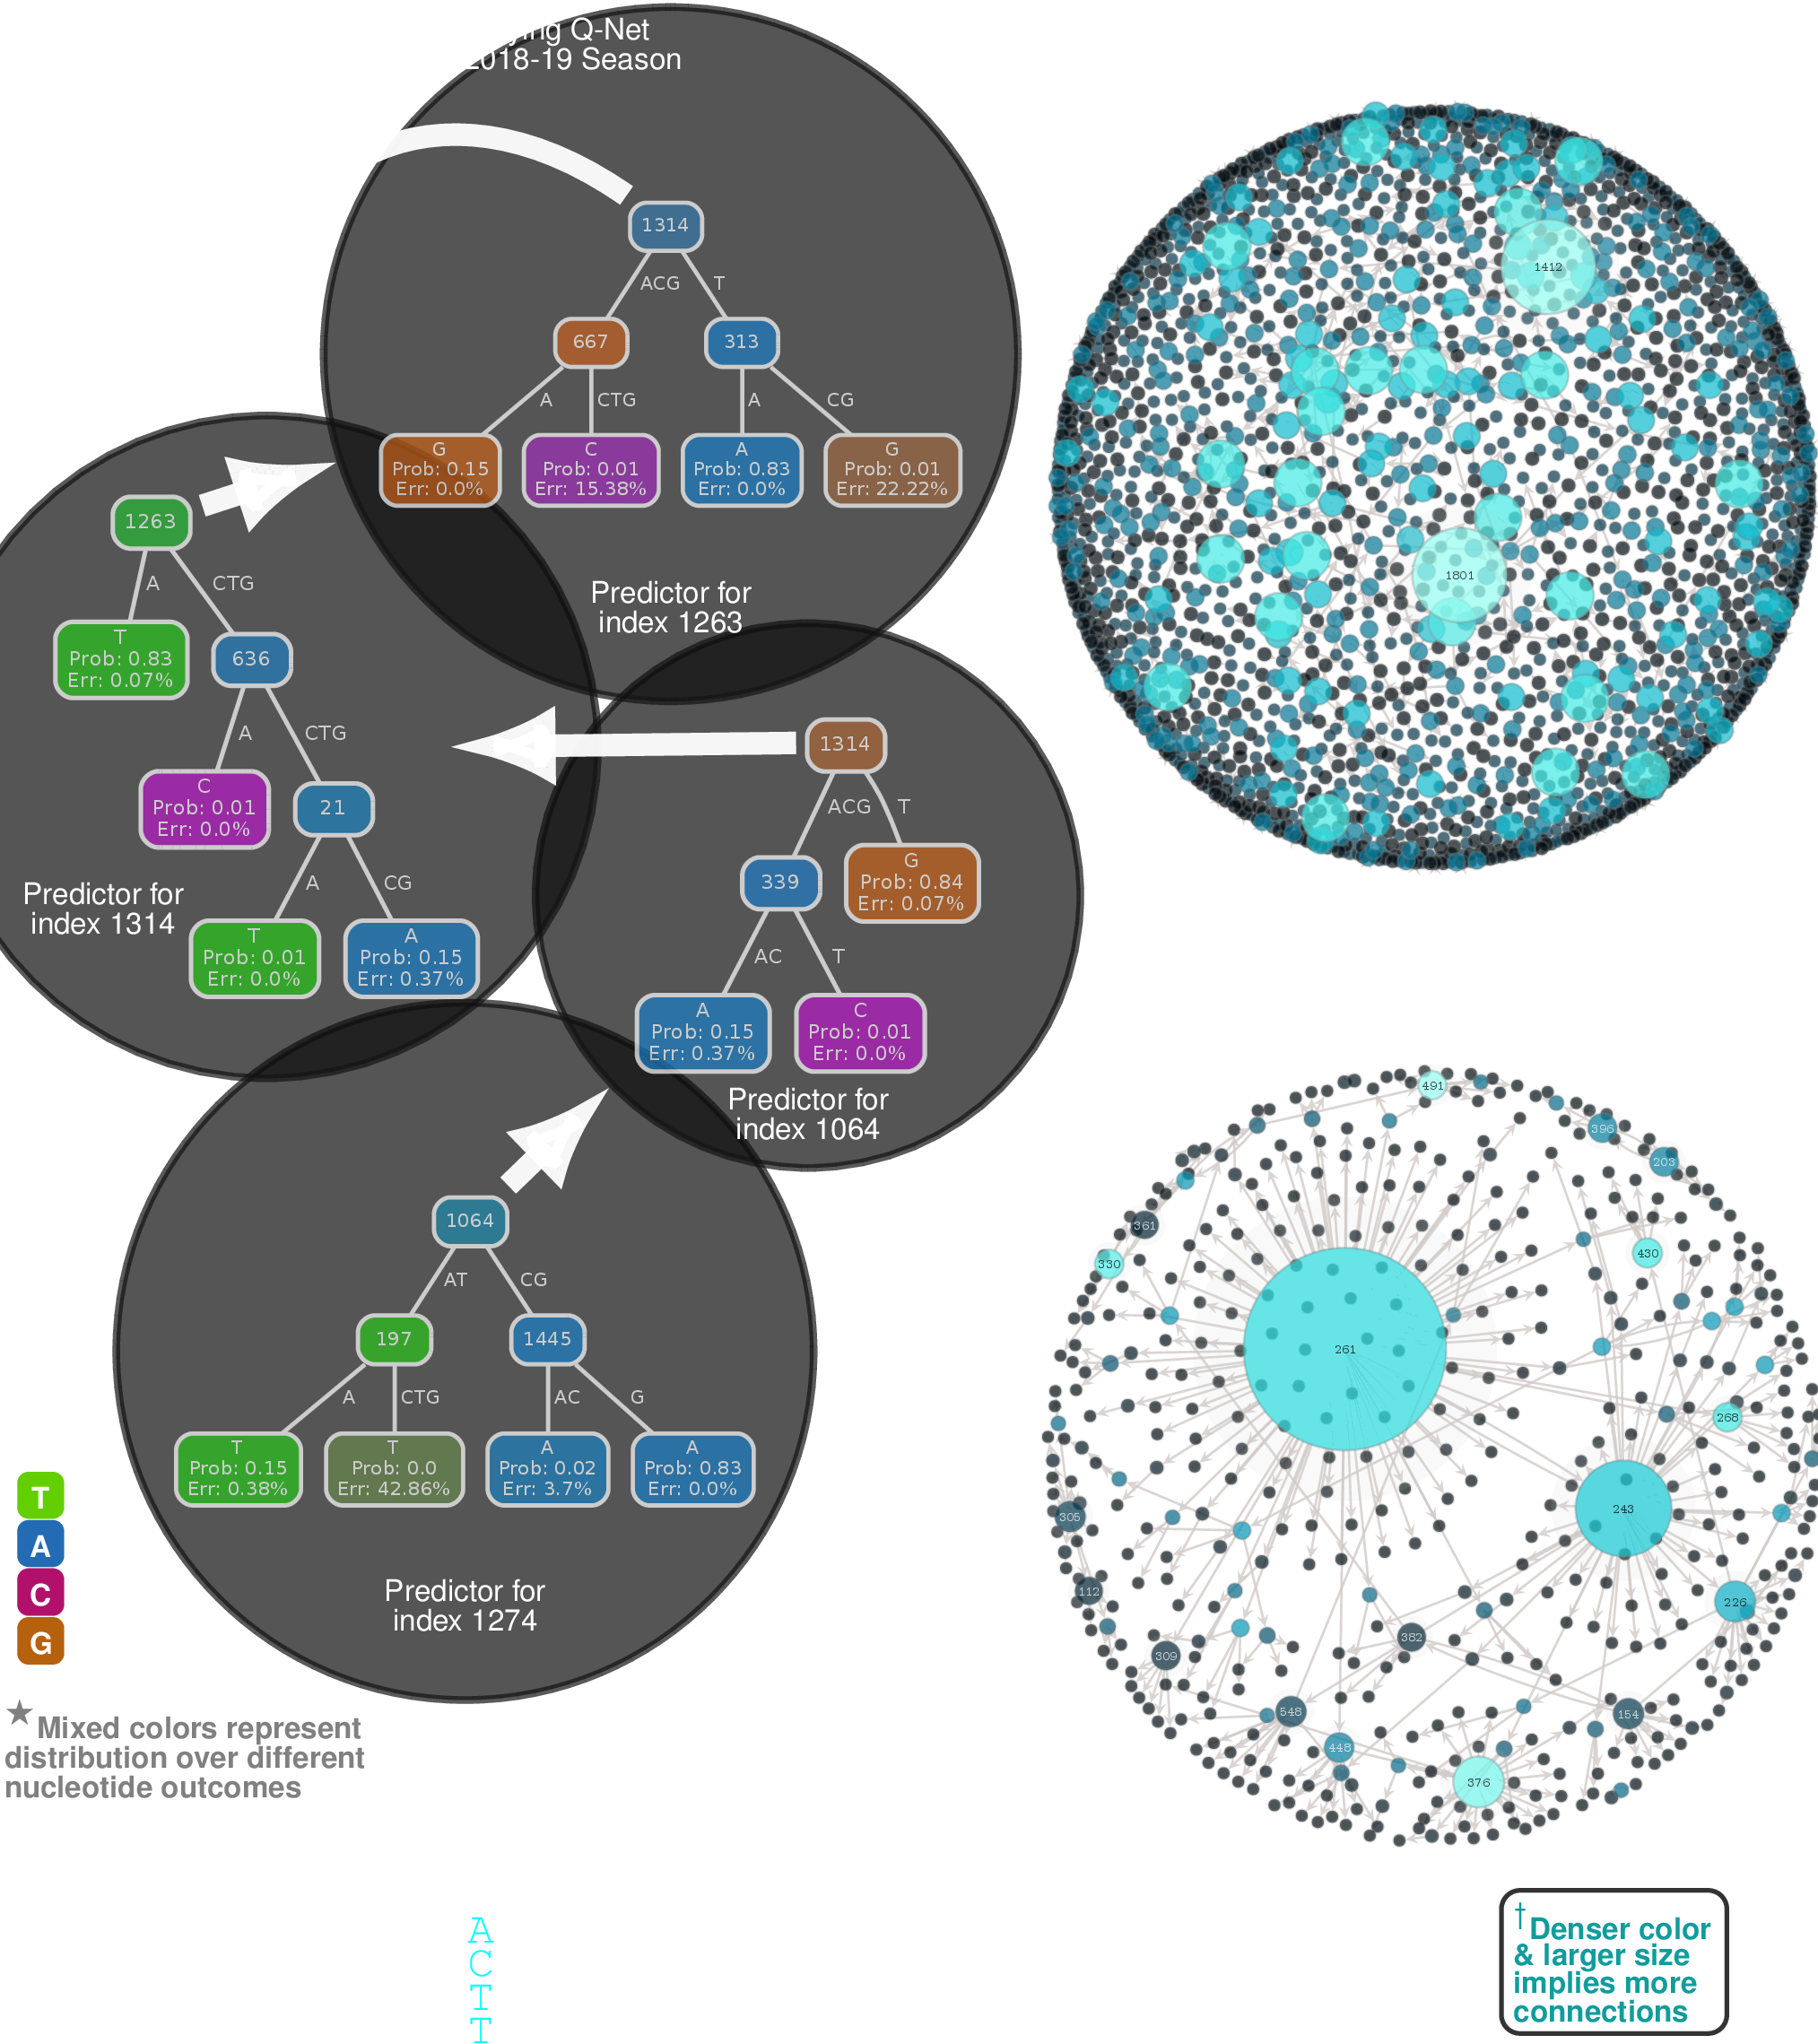 Q-Net
2018-19 Season
1314
ACG T
667 313
A CTG A CG
G
Prob: 0.15
Err: 0.0%
C
Prob: 0.01
Err: 15.38%
A
Prob: 0.83
Err: 0.0%
G
Prob: 0.01
Err: 22.22%
Predictor for
index 1263
1263
A CTG
T
Prob: 0.83
Err: 0.07%
636
A CTG
C
Prob: 0.01
Err: 0.0%
21
A CG
T
Prob: 0.01
Err: 0.0%
A
Prob: 0.15
Err: 0.37%
Predictor for
index 1314
1314
ACG T
339
G
Prob: 0.84
Err: 0.07%
AC T
A
Prob: 0.15
Err: 0.37%
C
Prob: 0.01
Err: 0.0%
Predictor for
index 1064
1064
AT CG
197 1445
A CTG AC G
T
Prob: 0.15
Err: 0.38%
T
Prob: 0.0
Err: 42.86%
A
Prob: 0.02
Err: 3.7%
A
Prob: 0.83
Err: 0.0%
Predictor for
index 1274
T
A
C
G
★Mixed colors represent
distribution over different
nucleotide outcomes
A
C
T
T
1412
1801
491
396
203
361
330
430
261
268
243
305
112
226
382
309
548
154
448
376
†Denser color
& larger size
implies more
connections